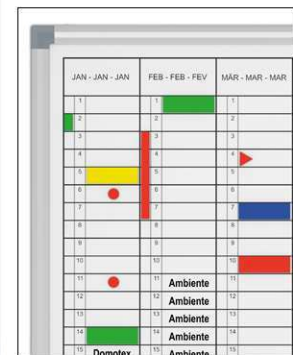 JAN - JAN - JAN FEB - FEB - FEV MÄR - MAR - MAR
1 1 1
2 2 2
3 3 3
4 4 4
5 5 5
6 6 6
7 7 7
8 8 8
9 9 9
10 10 10
11 11 Ambiente 11
12 12 Ambiente 12
13 13 Ambiente 13
14 14 Ambiente 14
15 Domotex 15 Ambiente 15